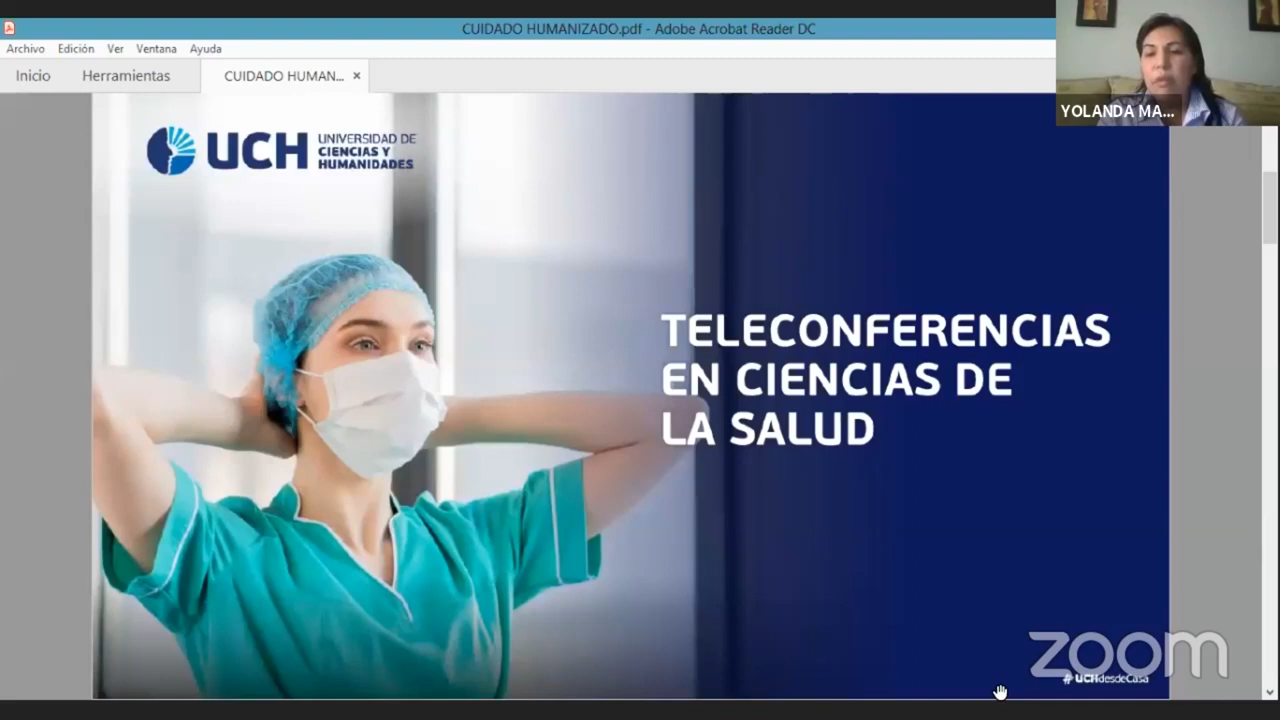 CUIDADO HUMANIZADO.pdf - Adobe Acrobat Reader DC
Archivo Edición Ver Ventana Ayuda
Inicio Herramientas CUIDADO HUMAN... ×
YOLANDA MA...
UCH UNIVERSIDAD DE
CIENCIAS Y
HUMANIDADES
TELECONFERENCIAS
EN CIENCIAS DE
LA SALUD
zoom
#UCHdesdeCasa